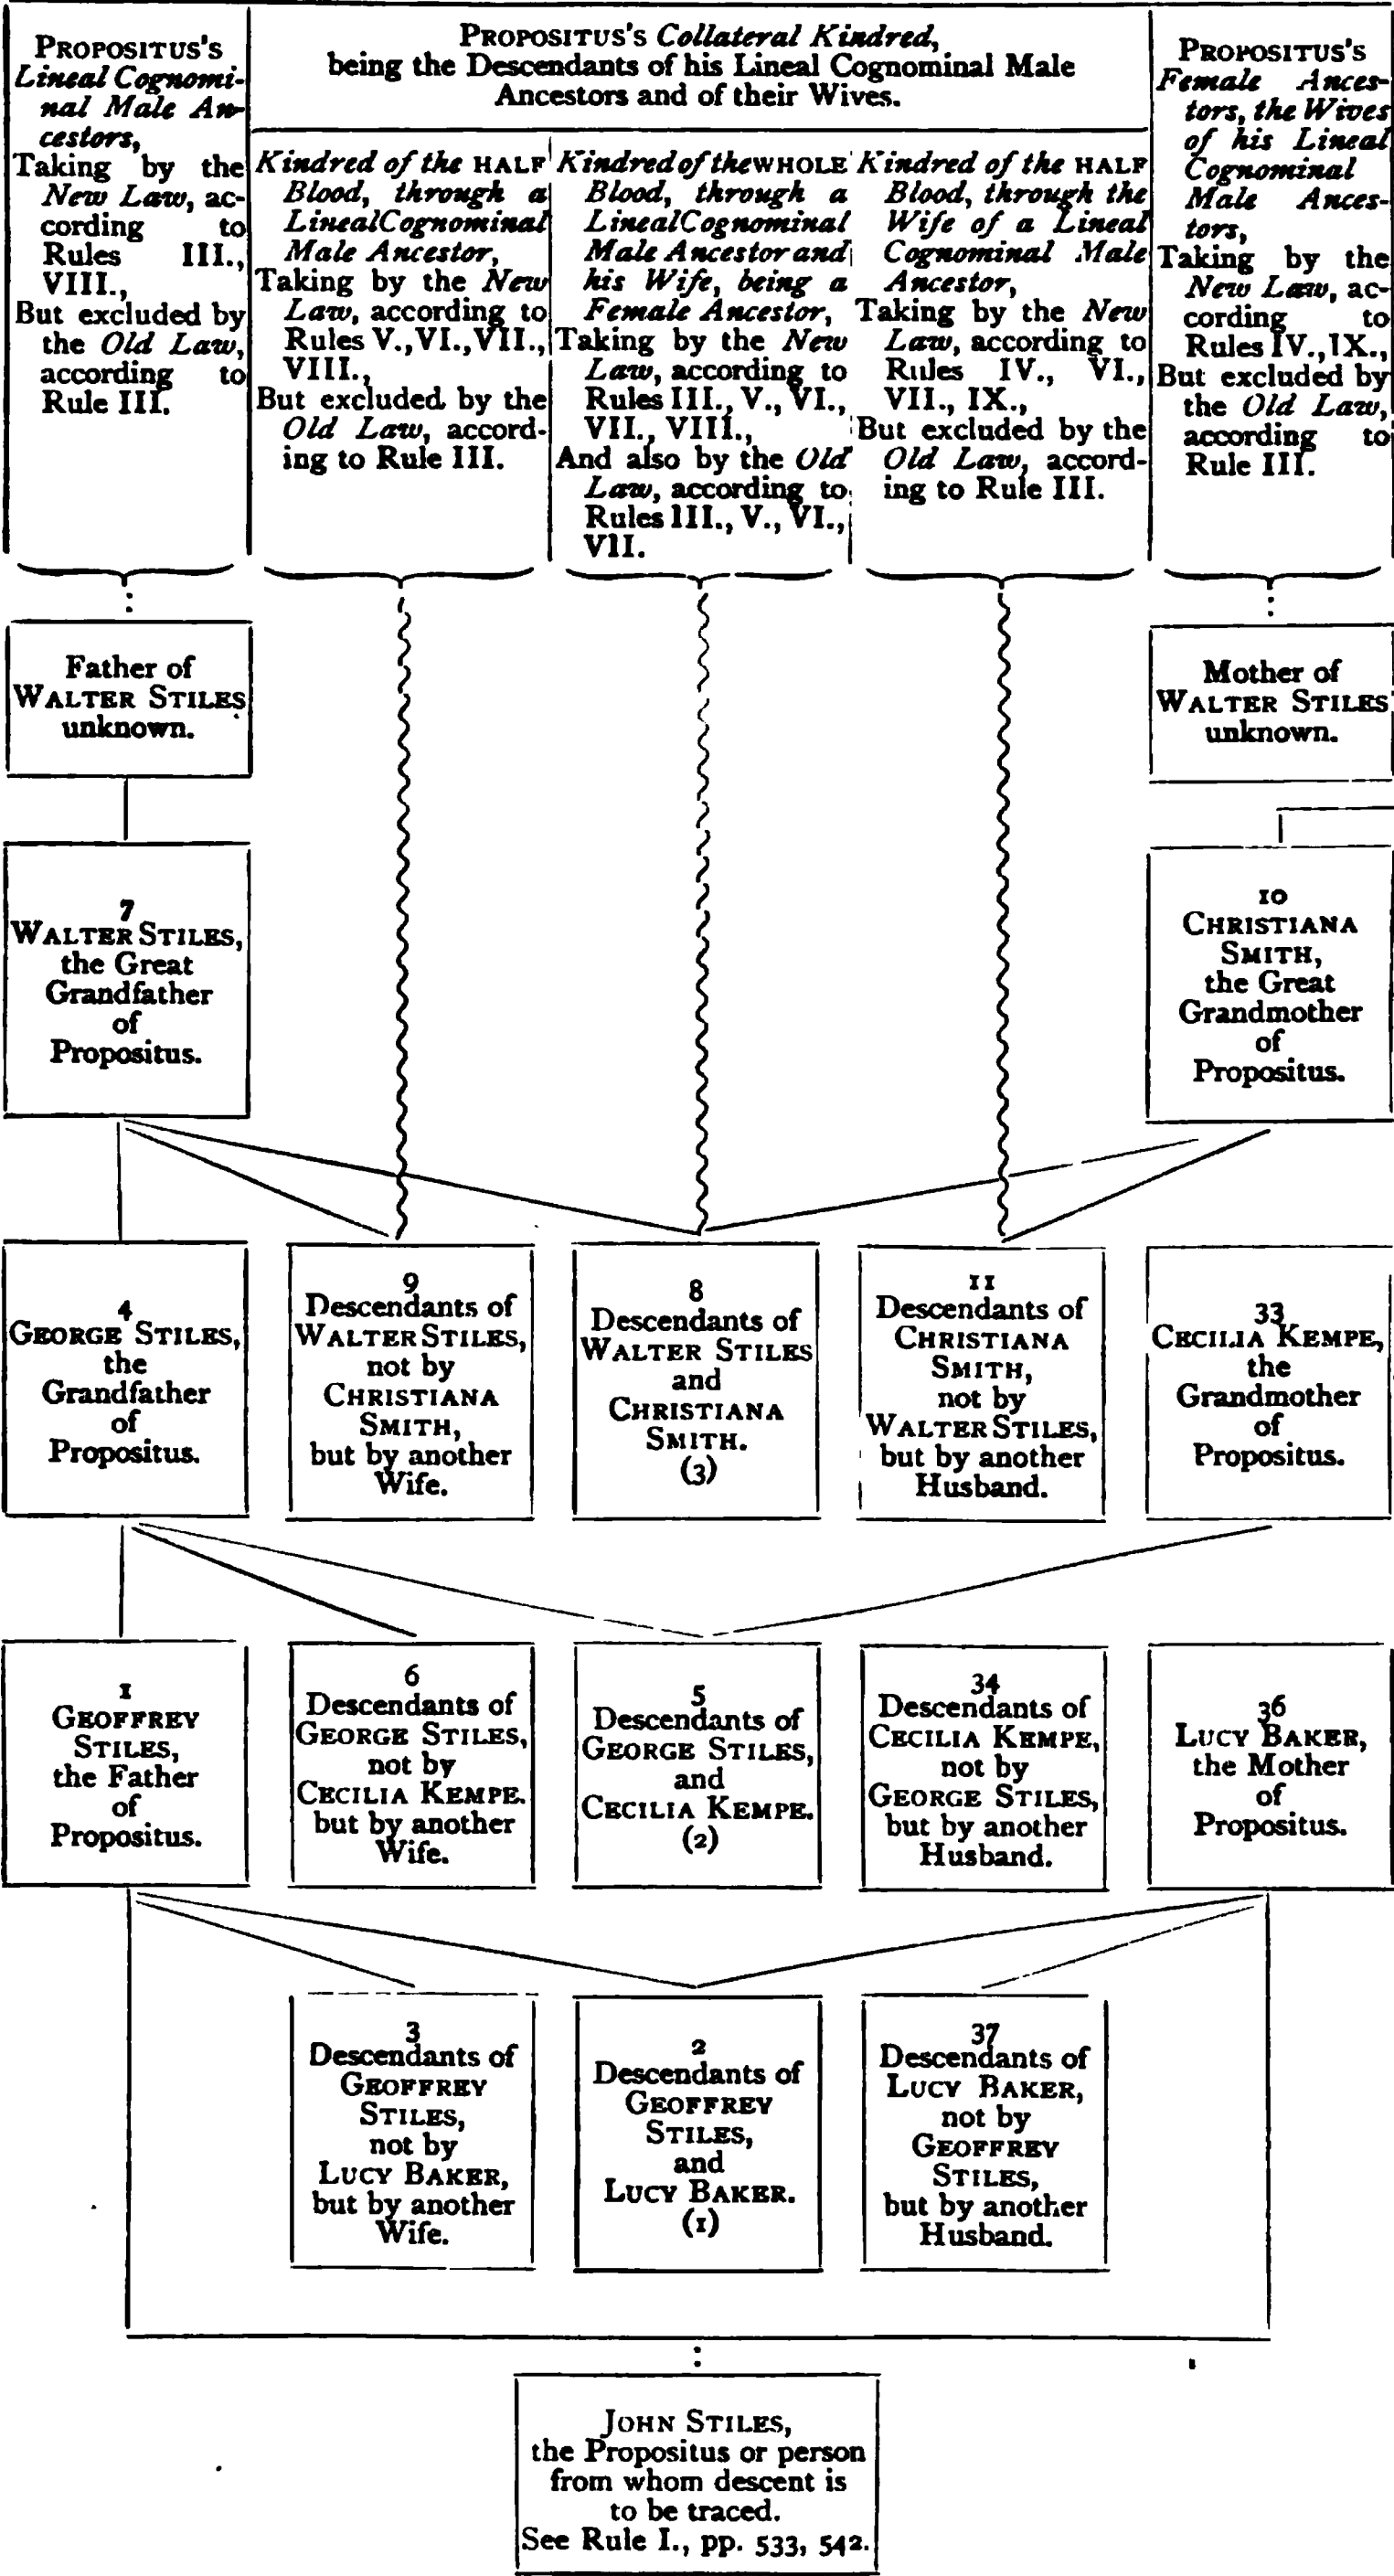 PROPOSITUS'S
Lineal Cognomi-
nal Male An-
cestors,
Taking by the
New Law, ac-
cording to
Rules III.,
VIII.,
But excluded by
the Old Law,
according to
Rule III.
PROPOSITUS'S Collateral Kindred,
being the Descendants of his Lineal Cognominal Male
Ancestors and of their Wives.
Kindred of the HALF
Blood, through a
Lineal Cognominal
Male Ancestor,
Taking by the New
Law, according to
Rules V., VI., VII.,
VIII.,
But excluded by the
Old Law, accord-
ing to Rule III.
Kindred of the WHOLE
Blood, through a
Lineal Cognominal
Male Ancestor and
his Wife, being a
Female Ancestor,
Taking by the New
Law, according to
Rules III., V., VI.,
VII., VIII.,
And also by the Old
Law, according to
Rules III., V., VI.,
VII.
Kindred of the HALF
Blood, through the
Wife of a Lineal
Cognominal Male
Ancestor,
Taking by the New
Law, according to
Rules IV., VI.,
VII., IX.,
But excluded by the
Old Law, accord-
ing to Rule III.
PROPOSITUS'S
Female Ances-
tors, the Wives
of his Lineal
Cognominal
Male Ances-
tors,
Taking by the
New Law, ac-
cording to
Rules IV., IX.,
But excluded by
the Old Law,
according to
Rule III.
Father of
WALTER STILES
unknown.
Mother of
WALTER STILES
unknown.
7
WALTER STILES,
the Great
Grandfather
of
Propositus.
10
CHRISTIANA
SMITH,
the Great
Grandmother
of
Propositus.
4
GEORGE STILES,
the
Grandfather
of
Propositus.
9
Descendants of
WALTER STILES,
not by
CHRISTIANA
SMITH,
but by another
Wife.
8
Descendants of
WALTER STILES
and
CHRISTIANA
SMITH.
(3)
11
Descendants of
CHRISTIANA
SMITH,
not by
WALTER STILES,
but by another
Husband.
33
CECILIA KEMPE,
the
Grandmother
of
Propositus.
1
GEOFFREY
STILES,
the Father
of
Propositus.
6
Descendants of
GEORGE STILES,
not by
CECILIA KEMPE.
but by another
Wife.
5
Descendants of
GEORGE STILES,
and
CECILIA KEMPE.
(2)
34
Descendants of
CECILIA KEMPE,
not by
GEORGE STILES,
but by another
Husband.
36
LUCY BAKER,
the Mother
of
Propositus.
3
Descendants of
GEOFFREY
STILES,
not by
LUCY BAKER,
but by another
Wife.
2
Descendants of
GEOFFREY
STILES,
and
LUCY BAKER.
(1)
37
Descendants of
LUCY BAKER,
not by
GEOFFREY
STILES,
but by another
Husband.
JOHN STILES,
the Propositus or person
from whom descent is
to be traced.
See Rule I., pp. 533, 542.